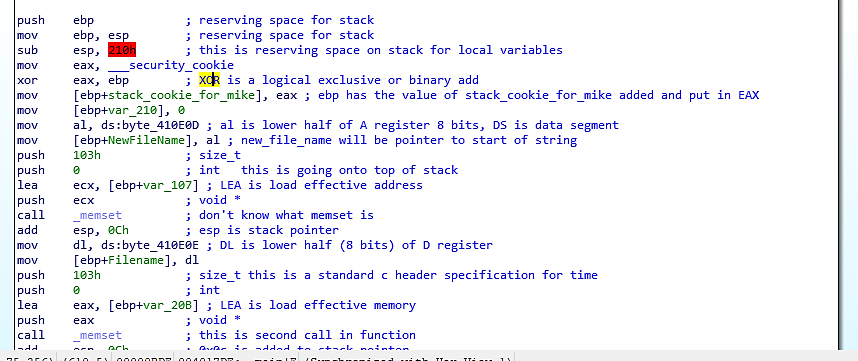 push ebp ; reserving space for stack
mov ebp, esp ; reserving space for stack
sub esp, 210h ; this is reserving space on stack for local variables
mov eax, ___security_cookie
xor eax, ebp ; XOR is a logical exclusive or binary add
mov [ebp+stack_cookie_for_mike], eax ; ebp has the value of stack_cookie_for_mike added and put in EAX
mov [ebp+var_210], 0
mov al, ds:byte_410E0D ; al is lower half of A register 8 bits, DS is data segment
mov [ebp+NewFileName], al ; new_file_name will be pointer to start of string
push 103h ; size_t
push 0 ; int this is going onto top of stack
lea ecx, [ebp+var_107] ; LEA is load effective address
push ecx ; void *
call _memset ; don't know what memset is
add esp, 0Ch ; esp is stack pointer
mov dl, ds:byte_410E0E ; DL is lower half (8 bits) of D register
mov [ebp+Filename], dl
push 103h ; size_t this is a standard c header specification for time
push 0 ; int
lea eax, [ebp+var_20B] ; LEA is load effective memory
push eax ; void *
call _memset ; this is second call in function
add esp, 0Ch ; 0x0c is added to stack pointer